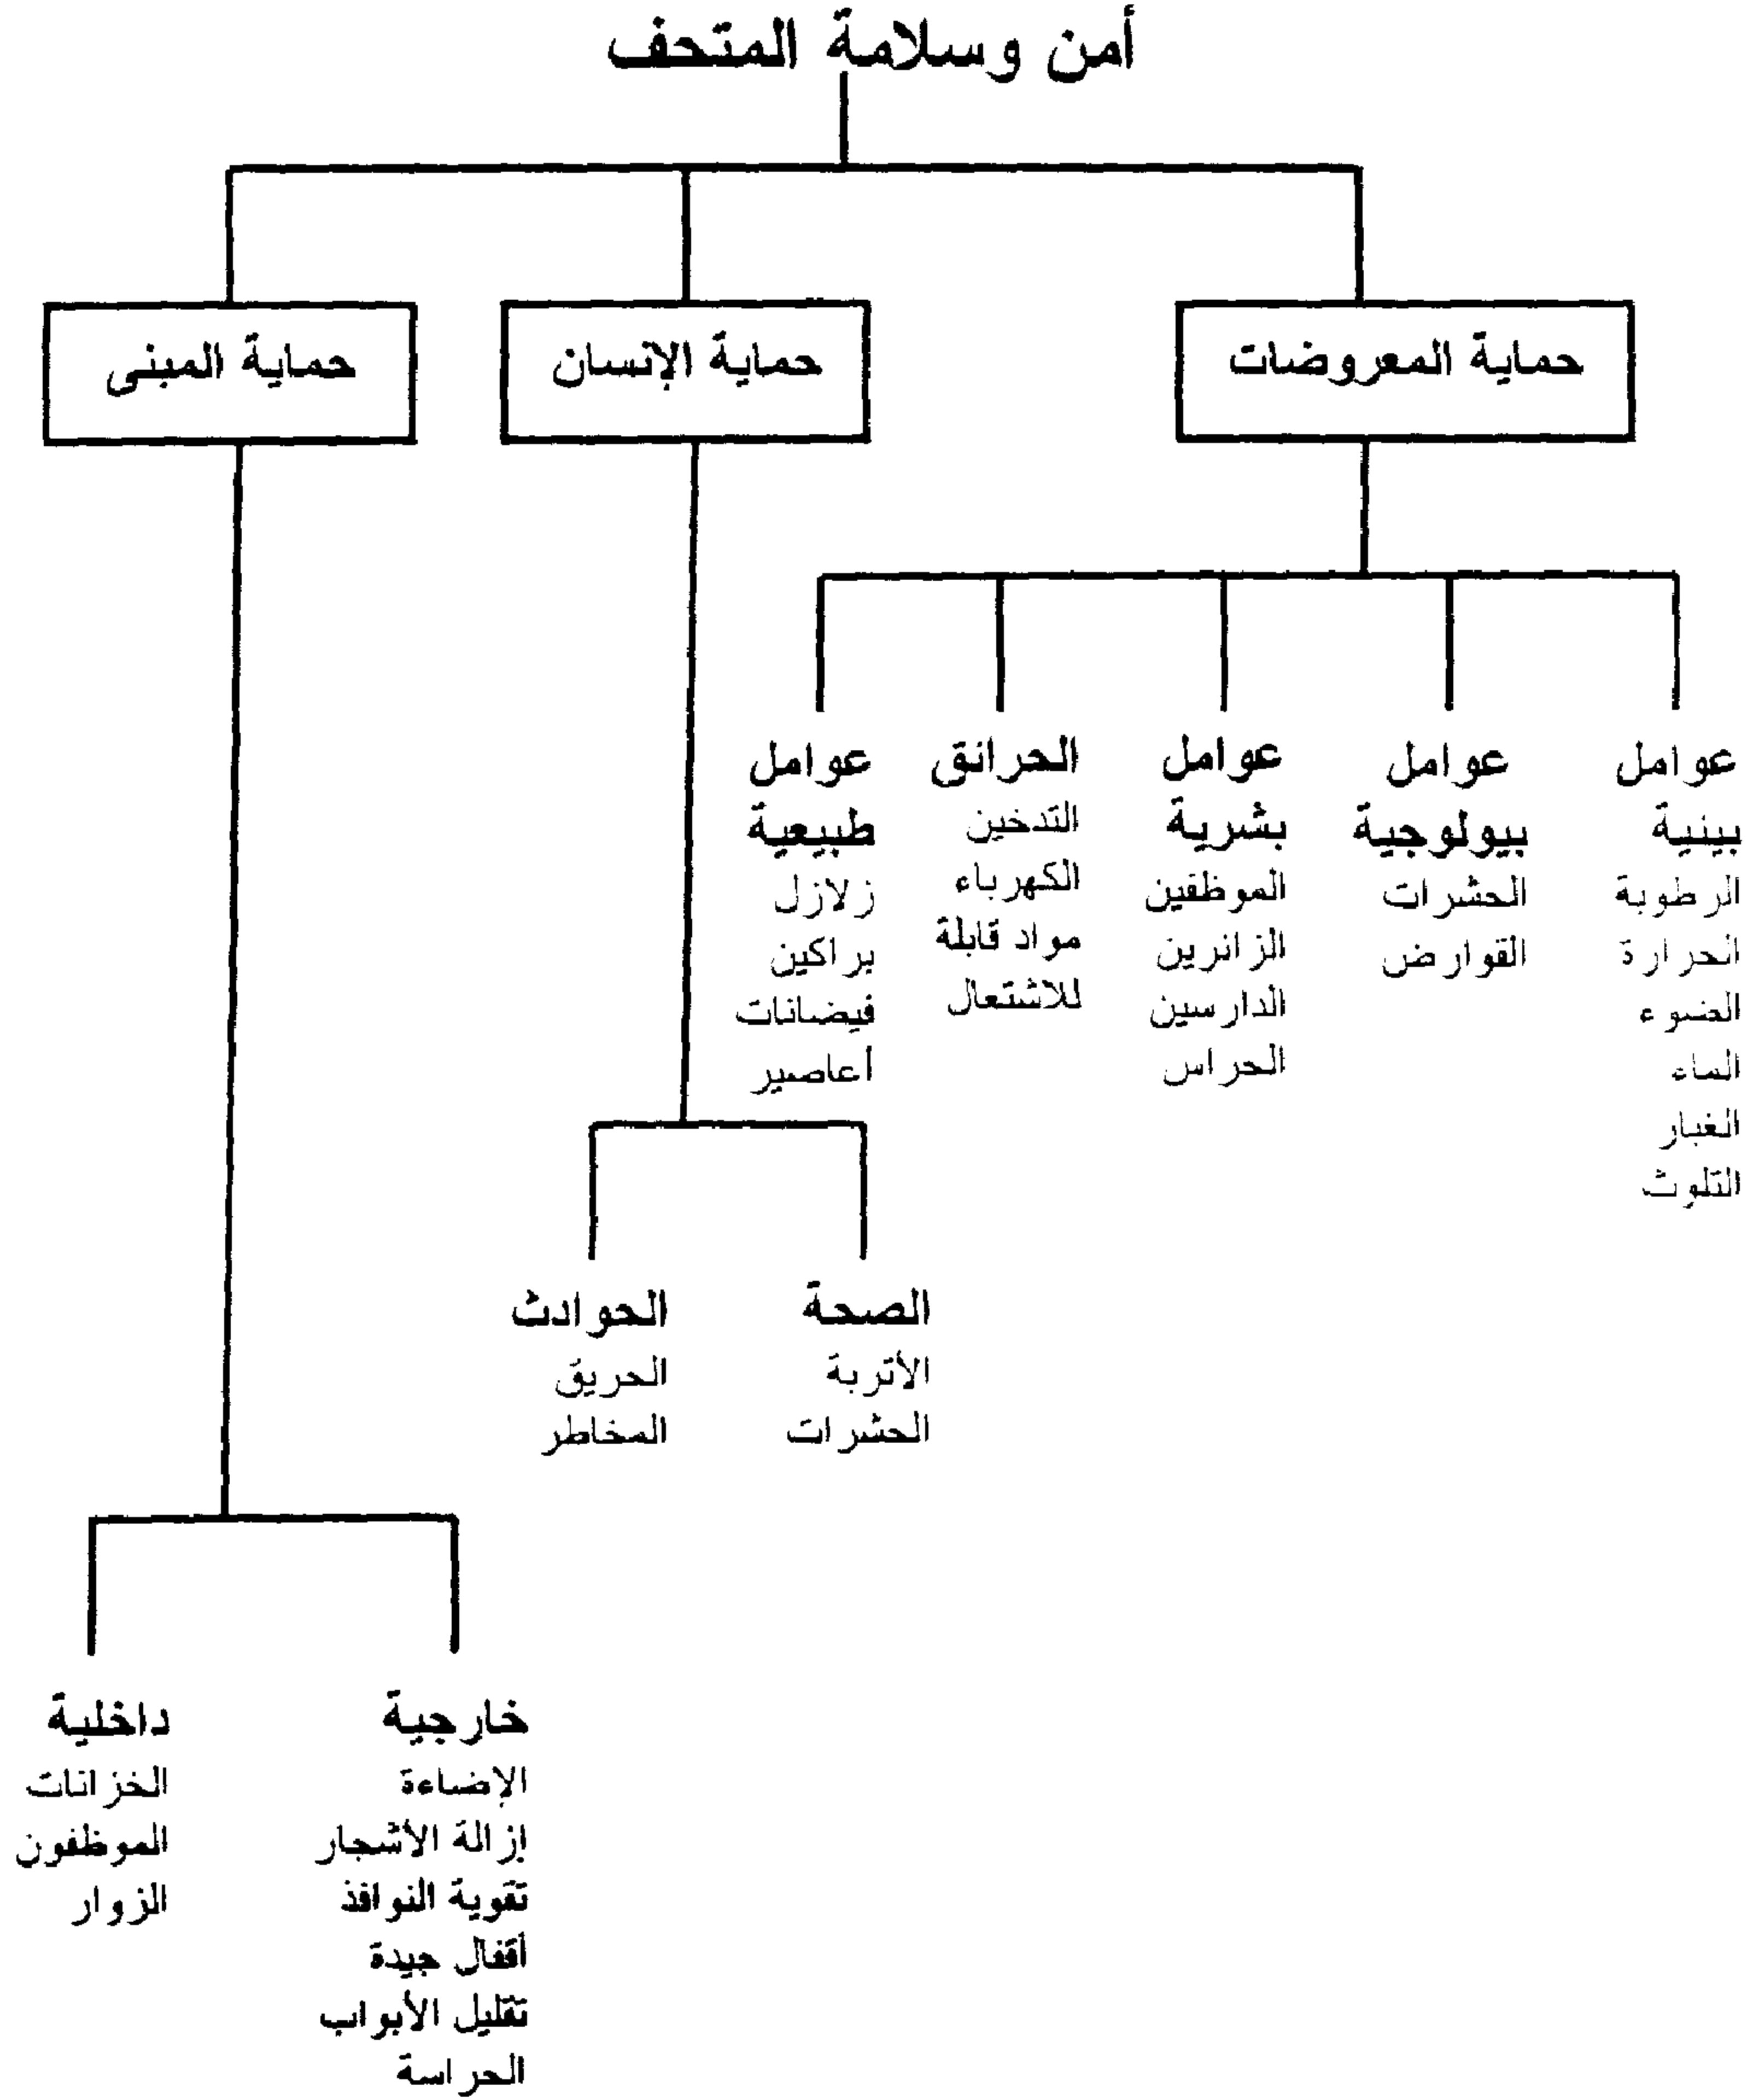 أمن وسلامة المتحف
حماية المعروضات
حماية الإنسان
حماية المبنى
عوامل
بيئية
الرطوبة
الحرارة
الضوء
الماء
الغبار
التلوث
عوامل
بيولوجية
الحشرات
القوارض
عوامل
بشرية
الموظفين
الزائرين
الدارسين
الحراس
الحرائق
التدخين
الكهرباء
مواد قابلة
للاشتعال
عوامل
طبيعية
زلازل
براكين
فيضانات
أعاصير
الصحة
الأتربة
الحشرات
الحوادث
الحريق
المخاطر
خارجية
الإضاءة
إزالة الأشجار
تقوية النوافذ
أقفال جيدة
تقليل الأبواب
الحراسة
داخلية
الخزانات
الموظفون
الزوار